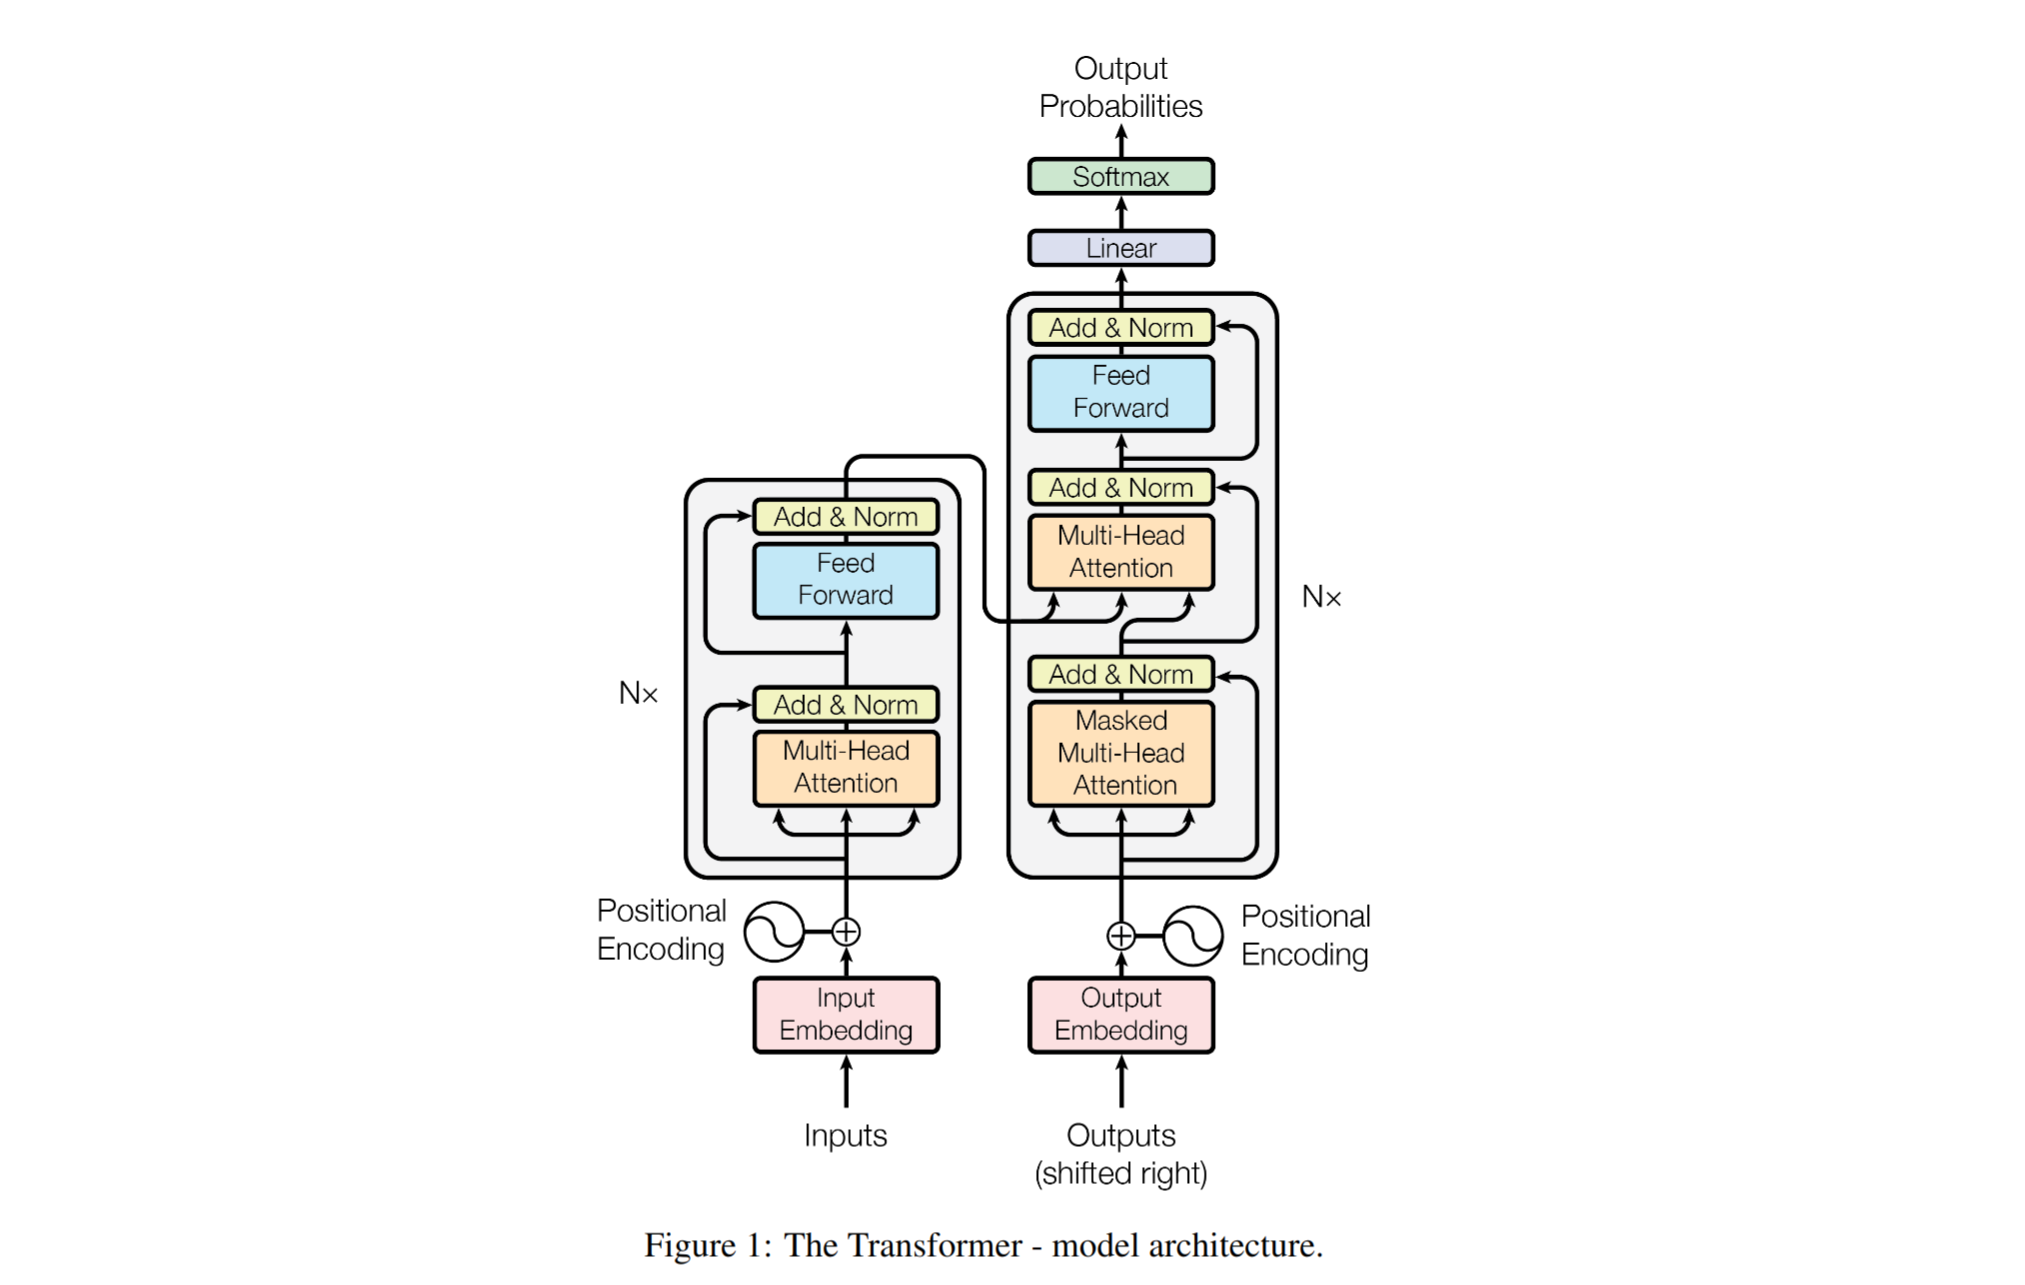 Output
Probabilities
Softmax
Linear
Add & Norm
Feed
Forward
Add & Norm
Multi-Head
Attention
Nx
Add & Norm
Masked
Multi-Head
Attention
Add & Norm
Feed
Forward
Nx
Add & Norm
Multi-Head
Attention
Positional
Encoding
Positional
Encoding
Input
Embedding
Output
Embedding
Inputs
Outputs
(shifted right)
Figure 1: The Transformer - model architecture.